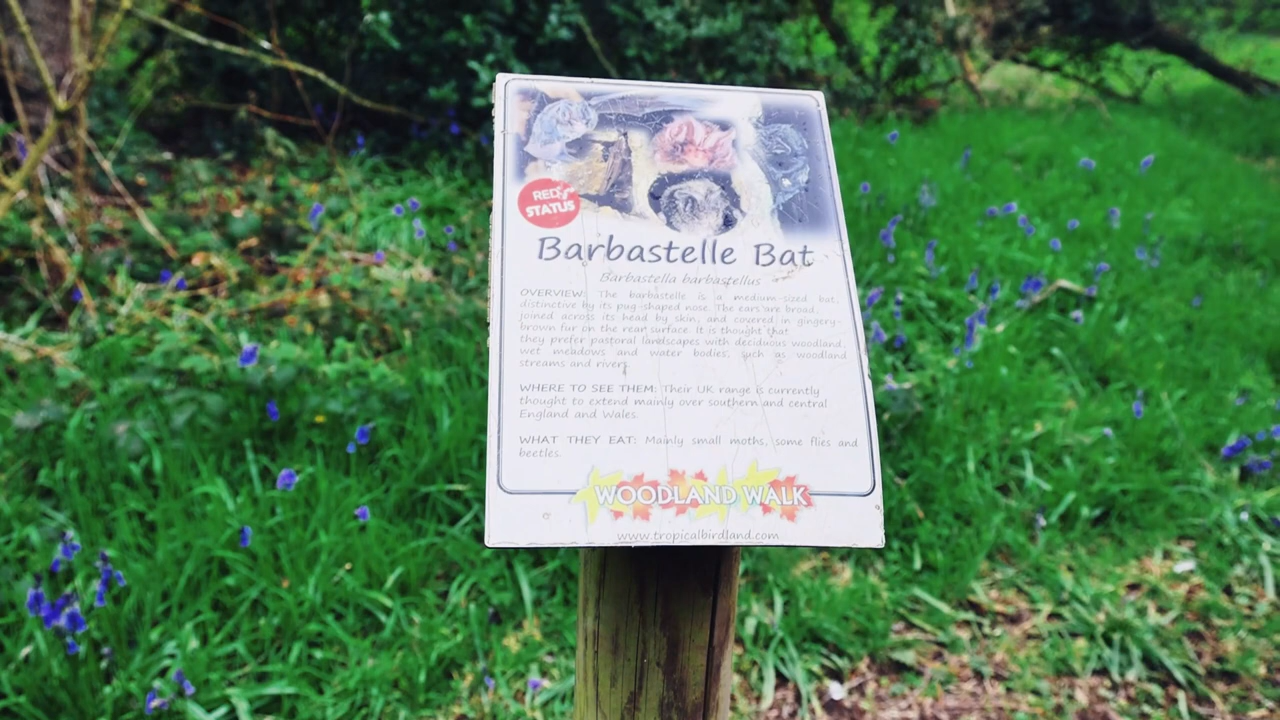 RED
STATUS
Barbastelle Bat
Barbastella barbastellus
OVERVIEW: The barbastelle is a medium-sized bat,
distinctive by its pug-shaped nose. The ears are broad,
joined across its head by skin, and covered in gingery-
brown fur on the rear surface. It is thought that
they prefer pastoral landscapes with deciduous woodland,
wet meadows and water bodies, such as woodland
streams and rivers.
WHERE TO SEE THEM: Their UK range is currently
thought to extend mainly over southern and central
England and Wales.
WHAT THEY EAT: Mainly small moths, some flies and
beetles.
WOODLAND WALK
www.tropicalbirdland.com